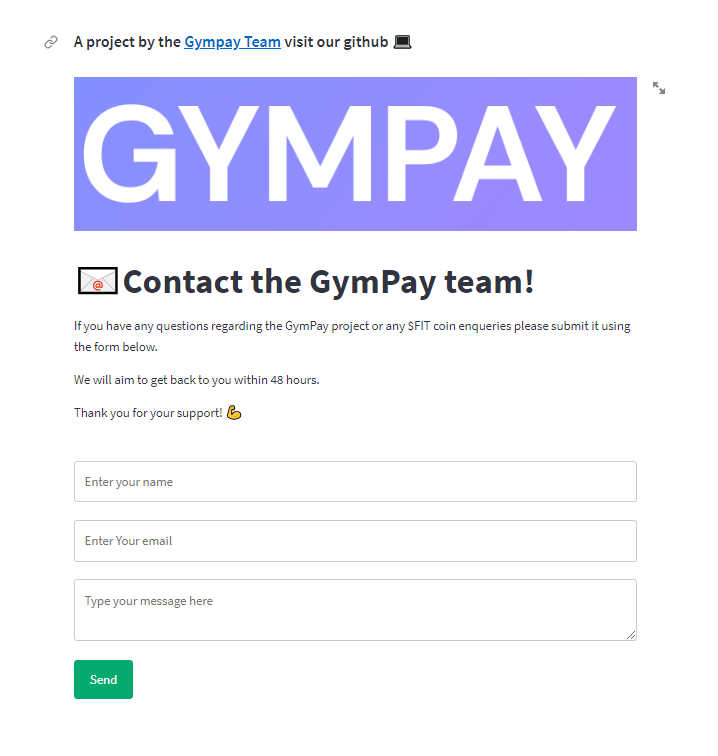 A project by the Gympay Team visit our github 💻
GYMPAY
📧Contact the GymPay team!
If you have any questions regarding the GymPay project or any $FIT coin enqueries please submit it using
the form below.
We will aim to get back to you within 48 hours.
Thank you for your support! 💪
Enter your name
Enter Your email
Type your message here
Send